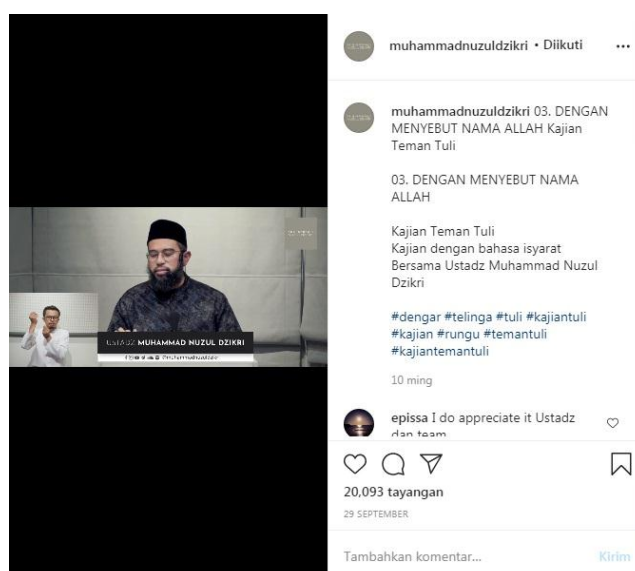 muhammadnuzuldzikri • Diikuti
muhammadnuzuldzikri 03. DENGAN
MENYEBUT NAMA ALLAH Kajian
Teman Tuli
03. DENGAN MENYEBUT NAMA
ALLAH
Kajian Teman Tuli
Kajian dengan bahasa isyarat
Bersama Ustadz Muhammad Nuzul
Dzikri
#dengar #telinga #tuli #kajiantuli
#kajian #rungu #temantuli
#kajiantemantuli
10 ming
epissa I do appreciate it Ustadz
dan team
20,093 tayangan
29 SEPTEMBER
Tambahkan komentar...
Kirim
USTADZ MUHAMMAD NUZUL DZIKRI
@muhammadnuzuldzikri